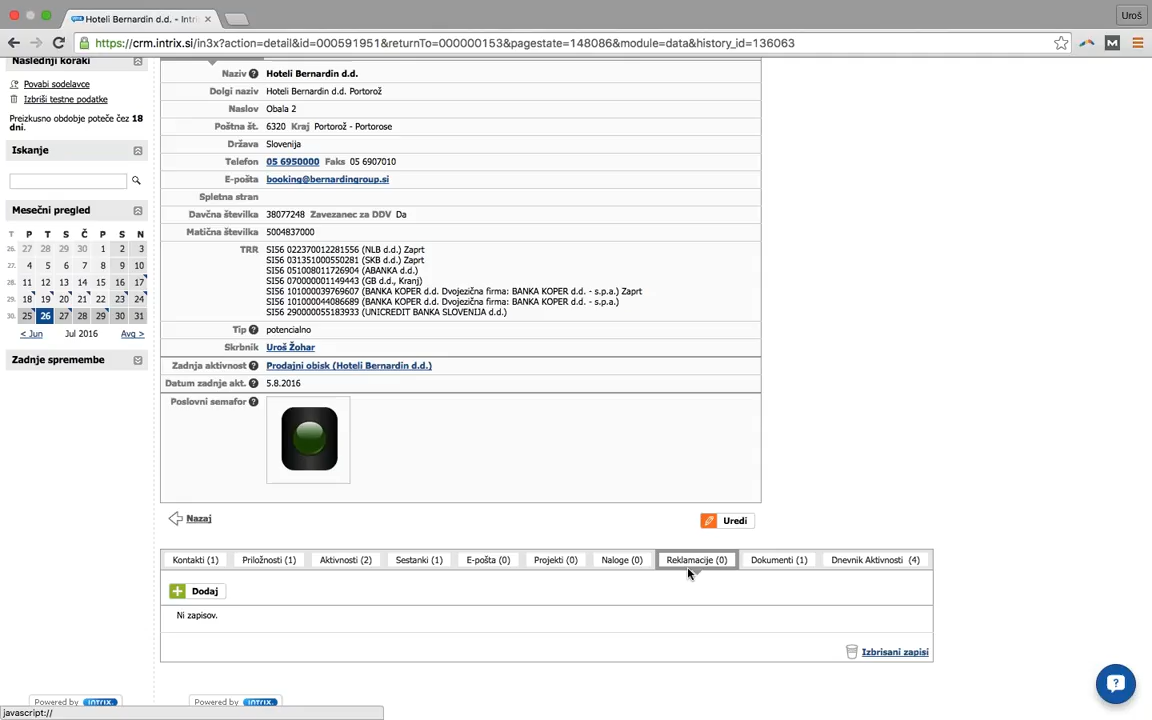 Hoteli Bernardin d.d. - Intri
Uroš
https://crm.intrix.si/in3x?action=detail&id=000591951&returnTo=000000153&pagestate=148086&module=data&history_id=136063
Naslednji koraki
Povabi sodelavce
Izbriši testne podatke
Preizkusno obdobje poteče čez 18
dni.
Iskanje
Mesečni pregled
T P T S Č P S N
26. 27 28 29 30 1 2 3
27. 4 5 6 7 8 9 10
28. 11 12 13 14 15 16 17
29. 18 19 20 21 22 23 24
30. 25 26 27 28 29 30 31
< Jun Jul 2016 Avg >
Zadnje spremembe
Naziv ? Hoteli Bernardin d.d.
Dolgi naziv Hoteli Bernardin d.d. Portorož
Naslov Obala 2
Poštna št. 6320 Kraj Portorož - Portorose
Država Slovenija
Telefon 05 6950000 Faks 05 6907010
E-pošta booking@bernardingroup.si
Spletna stran
Davčna številka 38077248 Zavezanec za DDV Da
Matična številka 5004837000
TRR SI56 022370012281556 (NLB d.d.) Zaprt
SI56 031351000550281 (SKB d.d.) Zaprt
SI56 051008011726904 (ABANKA d.d.)
SI56 070000001149443 (GB d.d., Kranj)
SI56 101000039769607 (BANKA KOPER d.d. Dvojezična firma: BANKA KOPER d.d. - s.p.a.) Zaprt
SI56 101000044086689 (BANKA KOPER d.d. Dvojezična firma: BANKA KOPER d.d. - s.p.a.)
SI56 290000055183933 (UNICREDIT BANKA SLOVENIJA d.d.)
Tip ? potencialno
Skrbnik Uroš Žohar
Zadnja aktivnost ? Prodajni obisk (Hoteli Bernardin d.d.)
Datum zadnje akt. ? 5.8.2016
Poslovni semafor ?
Nazaj
Uredi
Kontakti (1) Priložnosti (1) Aktivnosti (2) Sestanki (1) E-pošta (0) Projekti (0) Naloge (0) Reklamacije (0) Dokumenti (1) Dnevnik Aktivnosti (4)
Dodaj
Ni zapisov.
Izbrisani zapisi
Powered by INTRIX. Powered by INTRIX.
javascript://